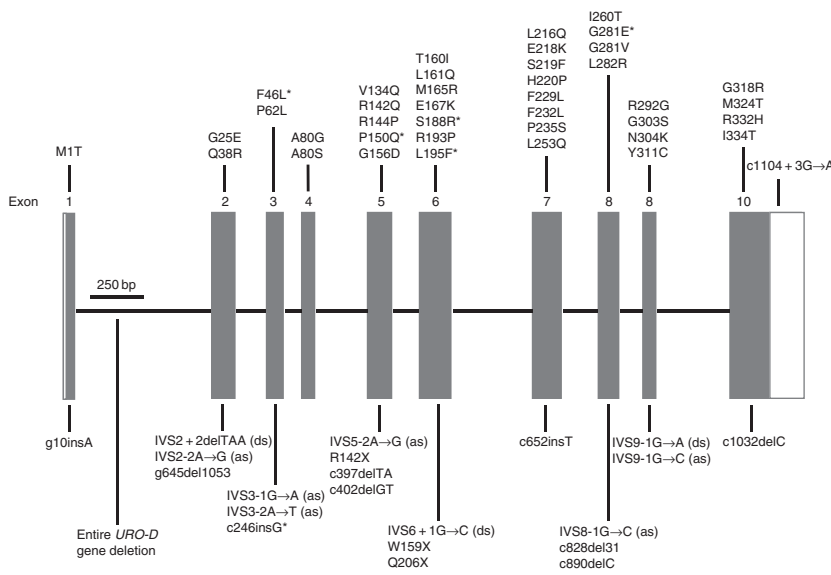 M1T
G25E
Q38R
F46L*
P62L
A80G
A80S
V134Q
R142Q
R144P
P150Q*
G156D
T160I
L161Q
M165R
E167K
S188R*
R193P
L195F*
L216Q
E218K
S219F
H220P
F229L
F232L
P235S
L253Q
I260T
G281E*
G281V
L282R
R292G
G303S
N304K
Y311C
G318R
M324T
R332H
I334T
c1104 + 3G→A
Exon 1 2 3 4 5 6 7 8 8 10
250 bp
g10insA
Entire URO-D
gene deletion
IVS2 + 2delTAA (ds)
IVS2-2A→G (as)
g645del1053
IVS3-1G→A (as)
IVS3-2A→T (as)
c246insG*
IVS5-2A→G (as)
R142X
c397delTA
c402delGT
IVS6 + 1G→C (ds)
W159X
Q206X
c652insT
IVS8-1G→C (as)
c828del31
c890delC
IVS9-1G→A (ds)
IVS9-1G→C (as)
c1032delC